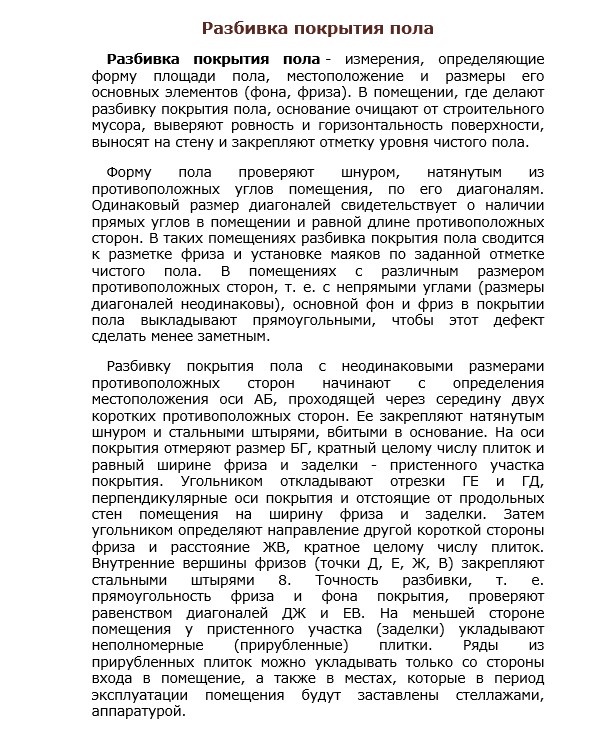 Разбивка покрытия пола
Разбивка покрытия пола - измерения, определяющие
форму площади пола, местоположение и размеры его
основных элементов (фона, фриза). В помещении, где делают
разбивку покрытия пола, основание очищают от строительного
мусора, выверяют ровность и горизонтальность поверхности,
выносят на стену и закрепляют отметку уровня чистого пола.
Форму пола проверяют шнуром, натянутым из
противоположных углов помещения, по его диагоналям.
Одинаковый размер диагоналей свидетельствует о наличии
прямых углов в помещении и равной длине противоположных
сторон. В таких помещениях разбивка покрытия пола сводится
к разметке фриза и установке маяков по заданной отметке
чистого пола. В помещениях с различным размером
противоположных сторон, т. е. с непрямыми углами (размеры
диагоналей неодинаковы), основной фон и фриз в покрытии
пола выкладывают прямоугольными, чтобы этот дефект
сделать менее заметным.
Разбивку покрытия пола с неодинаковыми размерами
противоположных сторон начинают с определения
местоположения оси АБ, проходящей через середину двух
коротких противоположных сторон. Ее закрепляют натянутым
шнуром и стальными штырями, вбитыми в основание. На оси
покрытия отмеряют размер БГ, кратный целому числу плиток и
равный ширине фриза и заделки - пристенного участка
покрытия. Угольником откладывают отрезки ГЕ и ГД,
перпендикулярные оси покрытия и отстоящие от продольных
стен помещения на ширину фриза и заделки. Затем
угольником определяют направление другой короткой стороны
фриза и расстояние ЖВ, кратное целому числу плиток.
Внутренние вершины фризов (точки Д, Е, Ж, В) закрепляют
стальными штырями 8. Точность разбивки, т. е.
прямоугольность фриза и фона покрытия, проверяют
равенством диагоналей ДЖ и ЕВ. На меньшей стороне
помещения у пристенного участка (заделки) укладывают
неполномерные (прирубленные) плитки. Ряды из
прирубленных плиток можно укладывать только со стороны
входа в помещение, а также в местах, которые в период
эксплуатации помещения будут заставлены стеллажами,
аппаратурой.